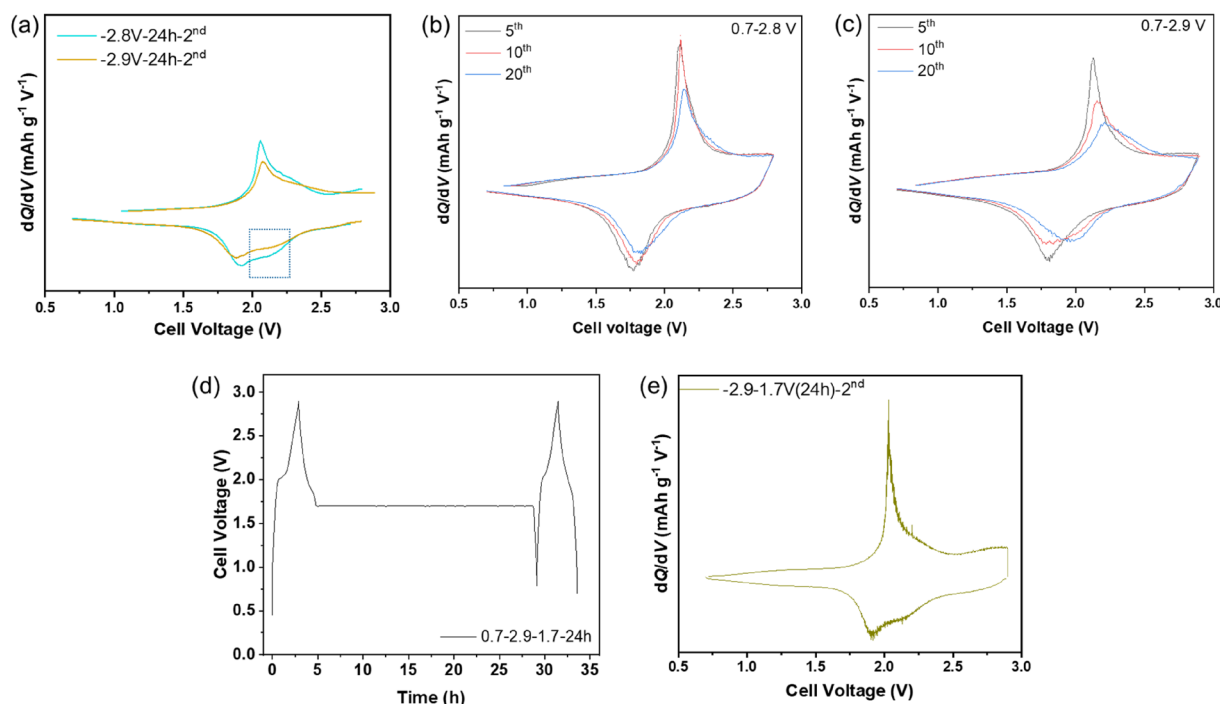 (a)
-2.8V-24h-2nd
-2.9V-24h-2nd
dQ/dV (mAh g-1 V-1)
0.5 1.0 1.5 2.0 2.5 3.0
Cell Voltage (V)
(b)
5th
10th
20th
0.7-2.8 V
dQ/dV (mAh g-1 V-1)
0.5 1.0 1.5 2.0 2.5 3.0
Cell voltage (V)
(c)
5th
10th
20th
0.7-2.9 V
dQ/dV (mAh g-1 V-1)
0.5 1.0 1.5 2.0 2.5 3.0
Cell Voltage (V)
(d)
Cell Voltage (V)
3.0
2.5
2.0
1.5
1.0
0.5
0.0
0.7-2.9-1.7-24h
0 5 10 15 20 25 30 35
Time (h)
(e)
-2.9-1.7V(24h)-2nd
dQ/dV (mAh g-1 V-1)
0.5 1.0 1.5 2.0 2.5 3.0
Cell Voltage (V)